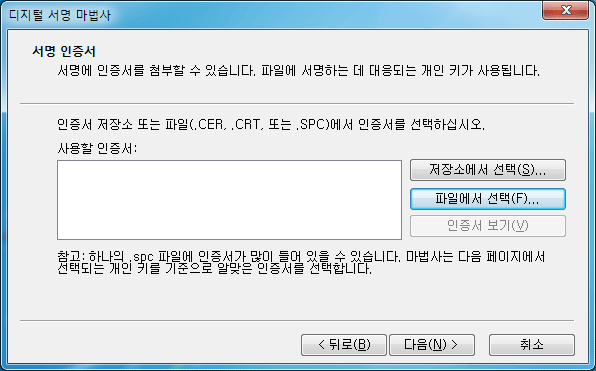 디지털 서명 마법사
서명 인증서
서명에 인증서를 첨부할 수 있습니다. 파일에 서명하는 데 대응되는 개인 키가 사용됩니다.
인증서 저장소 또는 파일(.CER, .CRT, 또는 .SPC)에서 인증서를 선택하십시오.
사용할 인증서:
저장소에서 선택(S)...
파일에서 선택(F)...
인증서 보기(V)
참고: 하나의 .spc 파일에 인증서가 많이 들어 있을 수 있습니다. 마법사는 다음 페이지에서
선택되는 개인 키를 기준으로 알맞은 인증서를 선택합니다.
< 뒤로(B)
다음(N) >
취소